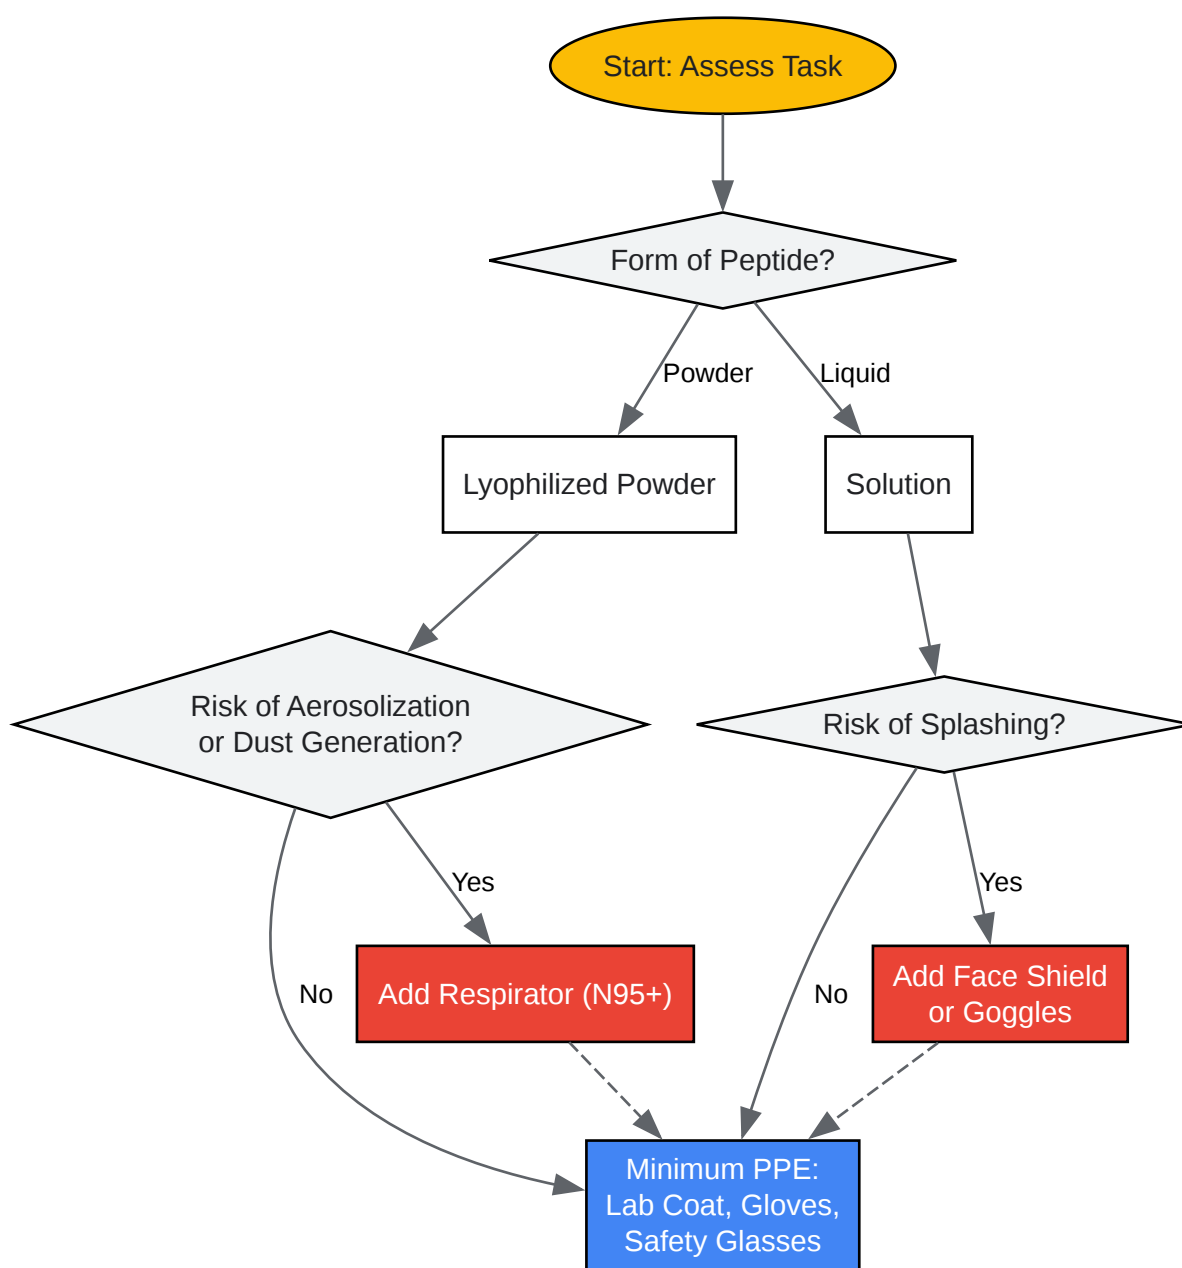 Start: Assess Task
Form of Peptide?
Powder
Liquid
Lyophilized Powder
Solution
Risk of Aerosolization
or Dust Generation?
Risk of Splashing?
Yes
Yes
No
Add Respirator (N95+)
No
Add Face Shield
or Goggles
Minimum PPE:
Lab Coat, Gloves,
Safety Glasses